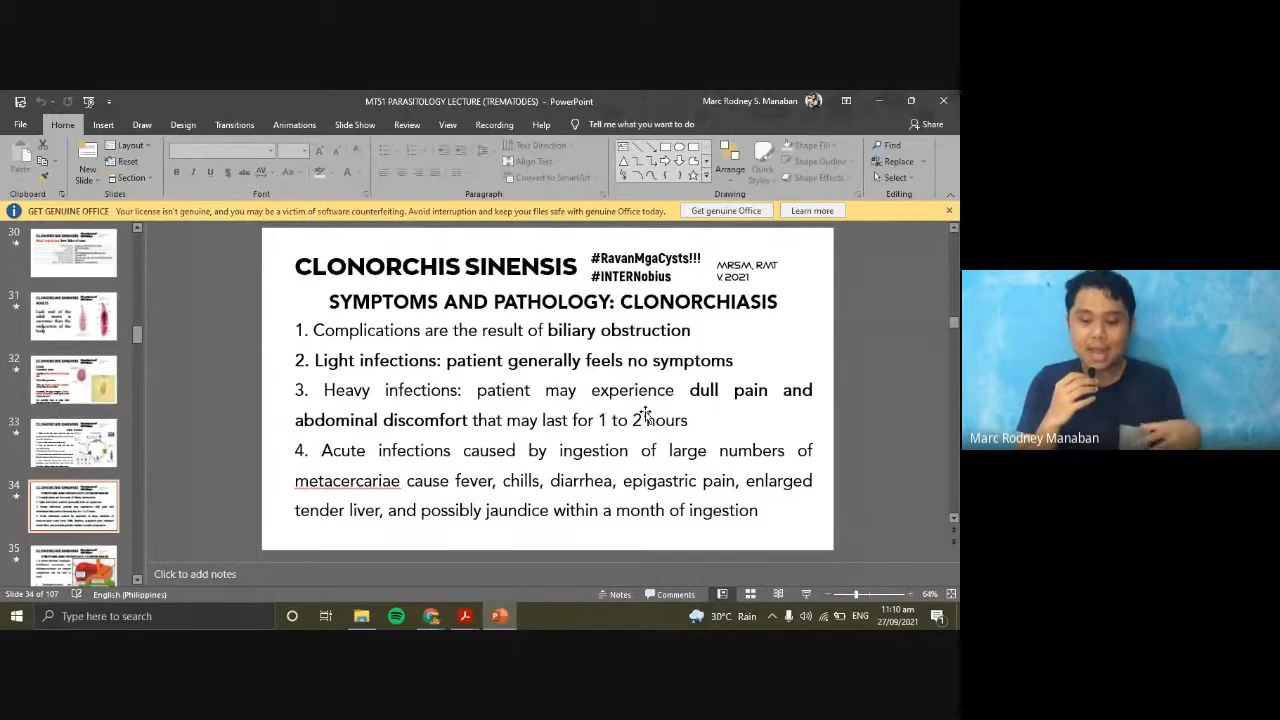 MT51 PARASITOLOGY LECTURE (TREMATODES) - PowerPoint
Marc Rodney S. Manaban
File Home Insert Draw Design Transitions Animations Slide Show Review View Recording Help Tell me what you want to do Share
Paste
New Slide
Layout
Reset
Section
Text Direction
Align Text
Convert to SmartArt
Arrange
Quick Styles
Shape Fill
Shape Outline
Shape Effects
Find
Replace
Select
Clipboard Slides Font Paragraph Drawing Editing
GET GENUINE OFFICE Your license isn't genuine, and you may be a victim of software counterfeiting. Avoid interruption and keep your files safe with genuine Office today. Get genuine Office Learn more
30
31
32
33
34
35
CLONORCHIS SINENSIS
#RavanMgaCysts!!!
#INTERNobius
MRSM, RMT
V.2021
SYMPTOMS AND PATHOLOGY: CLONORCHIASIS
1. Complications are the result of biliary obstruction
2. Light infections: patient generally feels no symptoms
3. Heavy infections: patient may experience dull pain and
abdominal discomfort that may last for 1 to 2 hours
4. Acute infections caused by ingestion of large numbers of
metacercariae cause fever, chills, diarrhea, epigastric pain, enlarged
tender liver, and possibly jaundice within a month of ingestion
Marc Rodney Manaban
Click to add notes
Slide 34 of 107 English (Philippines) Notes Comments 64%
Type here to search
30°C Rain ENG
11:10 am
27/09/2021